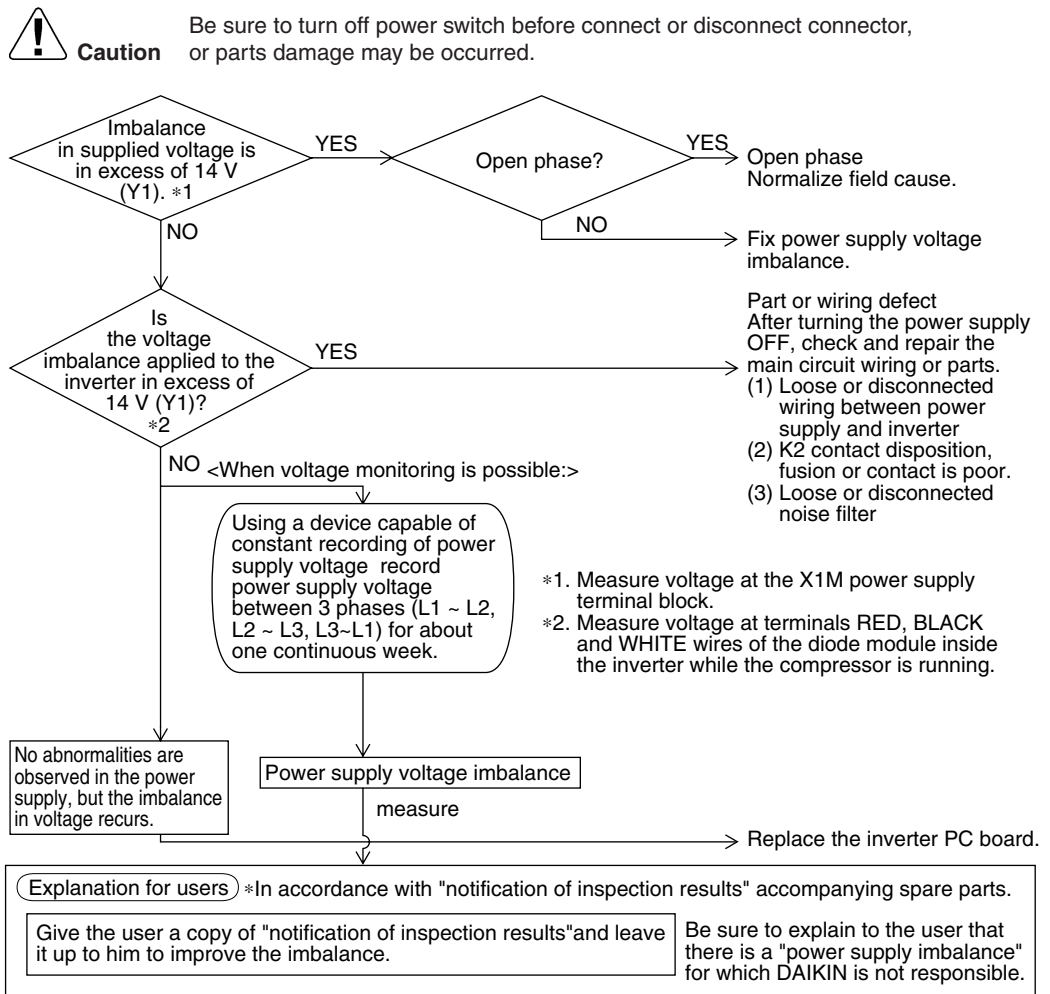 Be sure to turn off power switch before connect or disconnect connector,
Caution or parts damage may be occurred.
Imbalance
in supplied voltage is
in excess of 14 V
(Y1). *1
YES
Open phase?
YES
Open phase
Normalize field cause.
NO
NO
Fix power supply voltage
imbalance.
Is
the voltage
imbalance applied to the
inverter in excess of
14 V (Y1)?
*2
YES
Part or wiring defect
After turning the power supply
OFF, check and repair the
main circuit wiring or parts.
(1) Loose or disconnected
wiring between power
supply and inverter
(2) K2 contact disposition,
fusion or contact is poor.
(3) Loose or disconnected
noise filter
NO <When voltage monitoring is possible:>
Using a device capable of
constant recording of power
supply voltage record
power supply voltage
between 3 phases (L1 ~ L2,
L2 ~ L3, L3~L1) for about
one continuous week.
*1. Measure voltage at the X1M power supply
terminal block.
*2. Measure voltage at terminals RED, BLACK
and WHITE wires of the diode module inside
the inverter while the compressor is running.
No abnormalities are
observed in the power
supply, but the imbalance
in voltage recurs.
Power supply voltage imbalance
measure
Replace the inverter PC board.
Explanation for users *In accordance with "notification of inspection results" accompanying spare parts.
Give the user a copy of "notification of inspection results"and leave
it up to him to improve the imbalance.
Be sure to explain to the user that
there is a "power supply imbalance"
for which DAIKIN is not responsible.